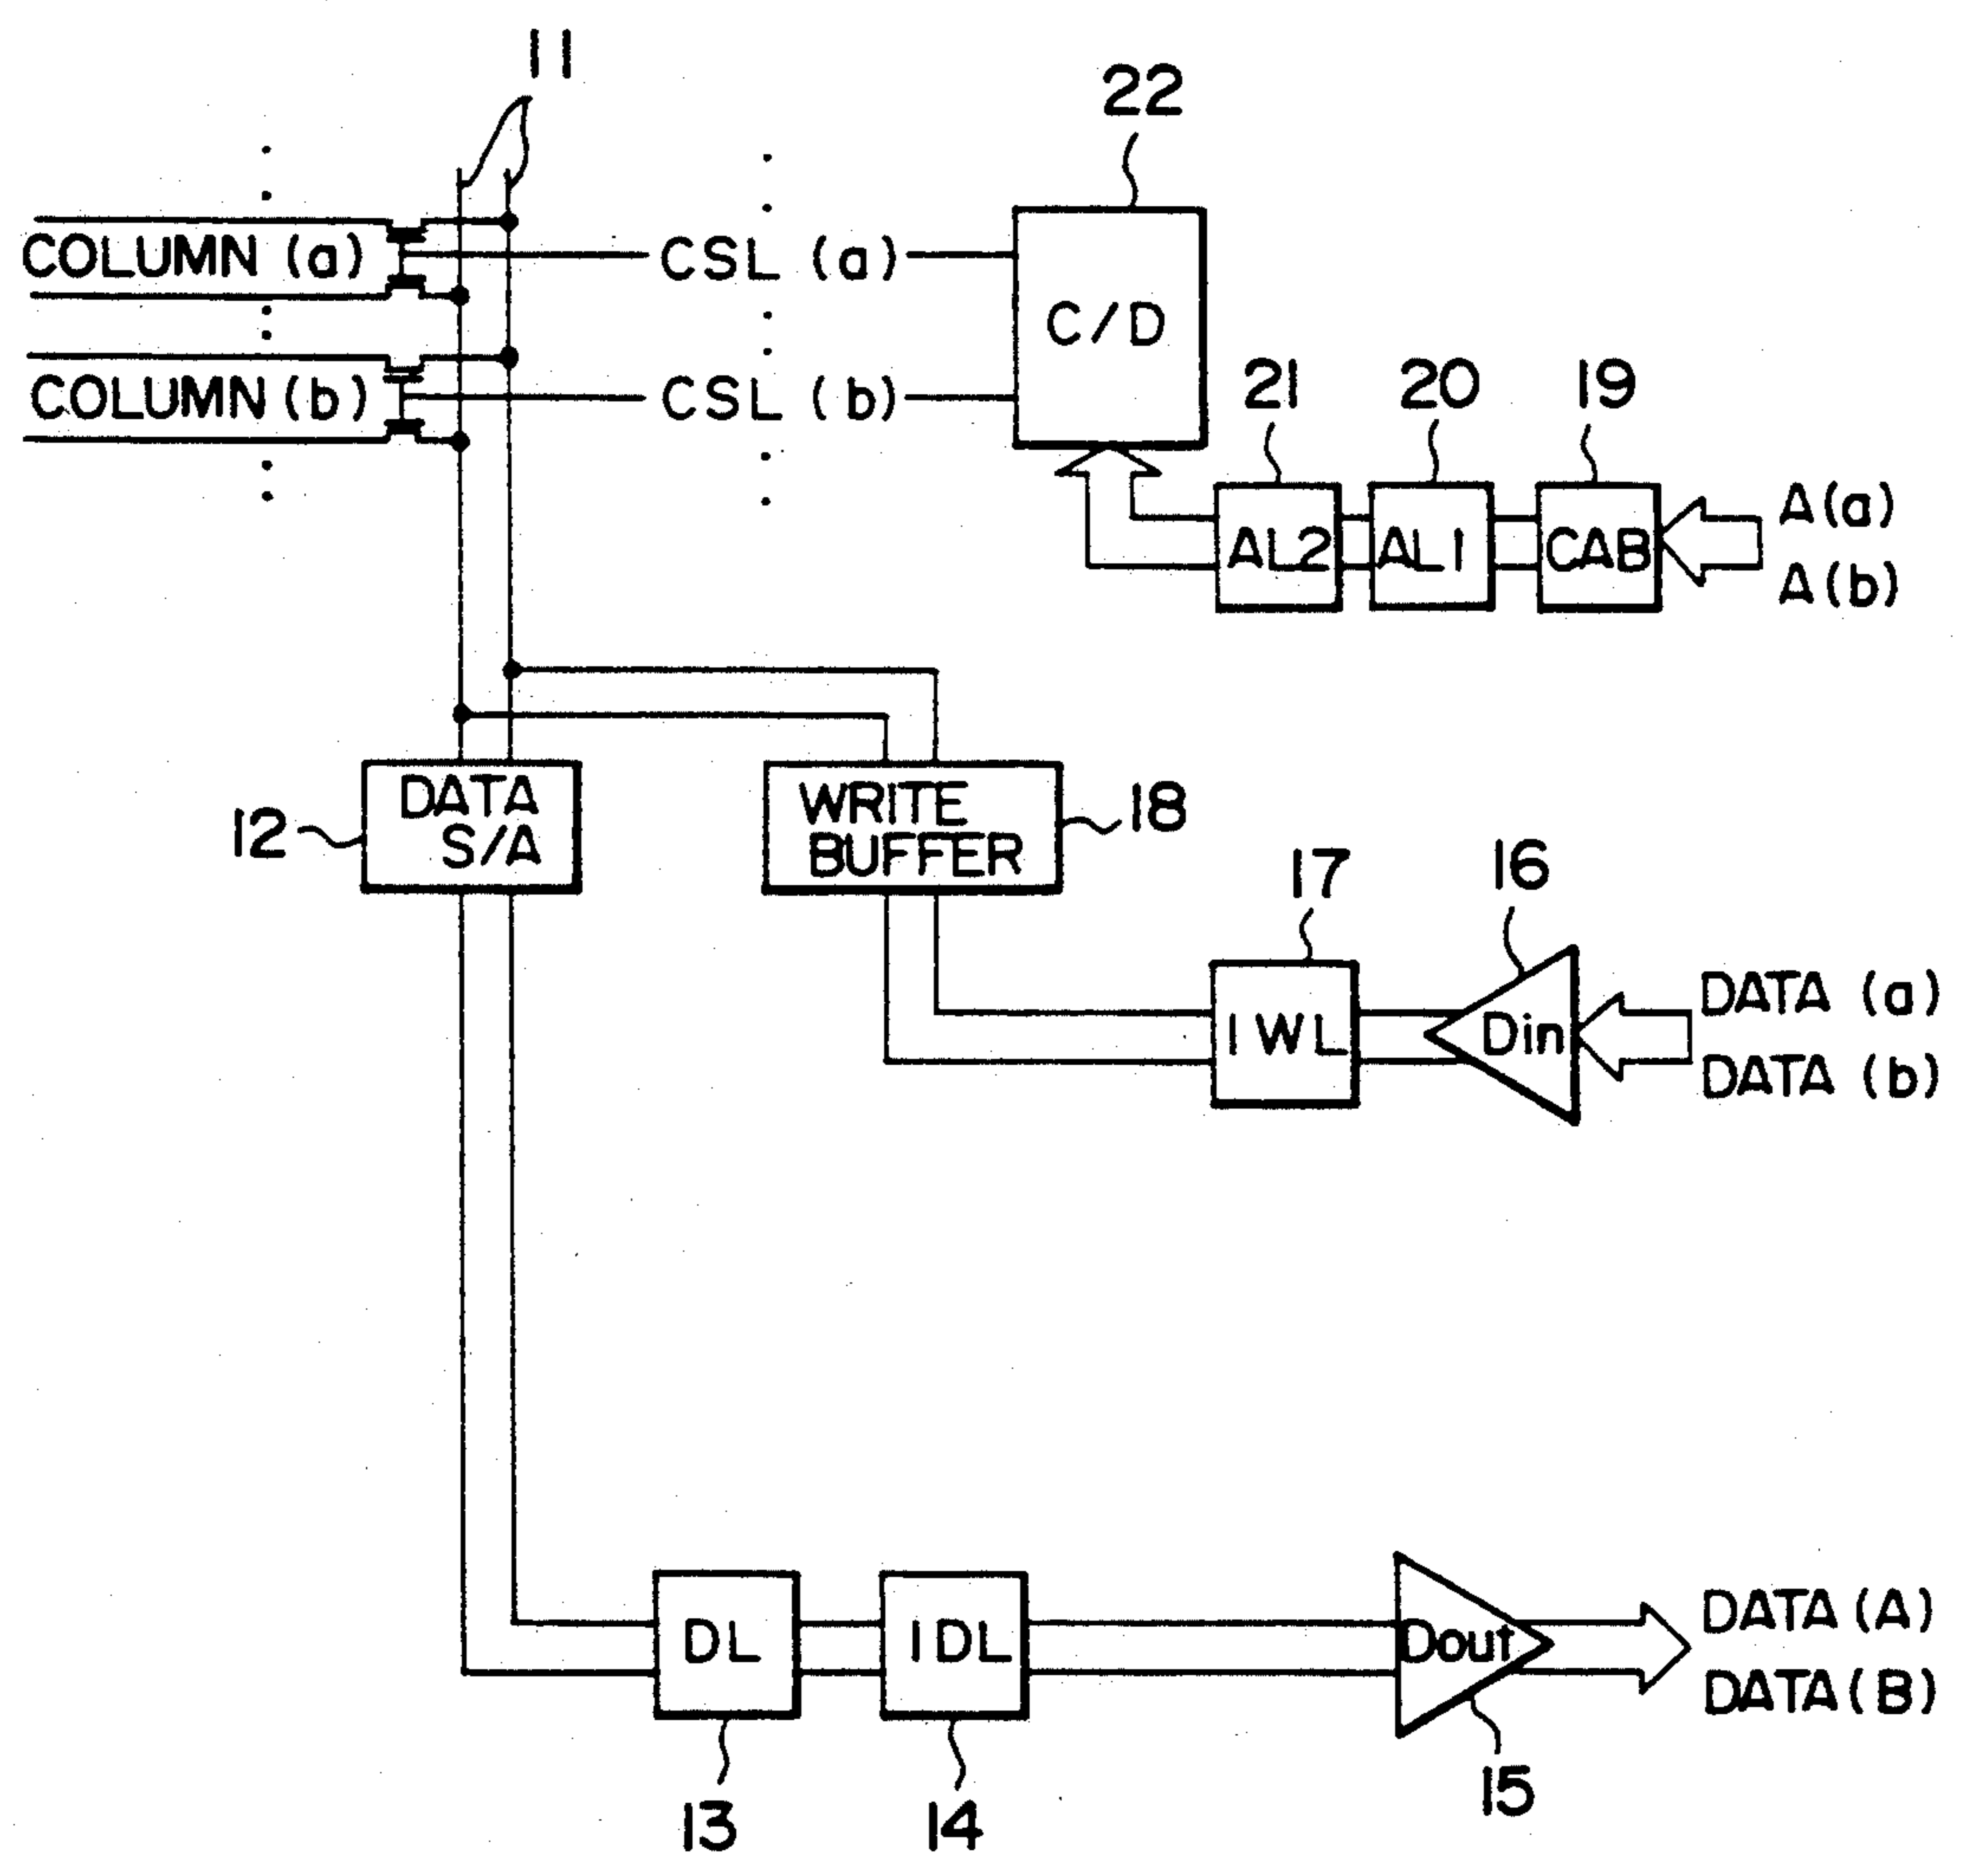 11
22
COLUMN (a)
CSL (a)
C/D
COLUMN (b)
CSL (b)
21
20
19
AL2
AL1
CAB
A(a)
A(b)
12
DATA
S/A
WRITE
BUFFER
18
17
16
IWL
Din
DATA (a)
DATA (b)
DL
IDL
Dout
DATA (A)
DATA (B)
13
14
15